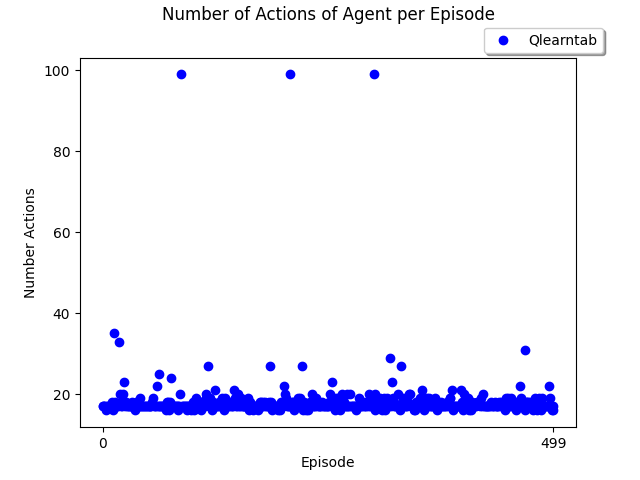 Number of Actions of Agent per Episode
Qlearntab
100
80
60
40
20
Number Actions
0
499
Episode